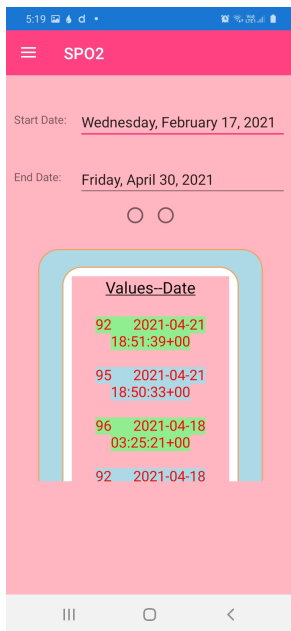 5:19
SPO2
Start Date: Wednesday, February 17, 2021
End Date: Friday, April 30, 2021
Values--Date
92 2021-04-21
18:51:39+00
95 2021-04-21
18:50:33+00
96 2021-04-18
03:25:21+00
92 2021-04-18